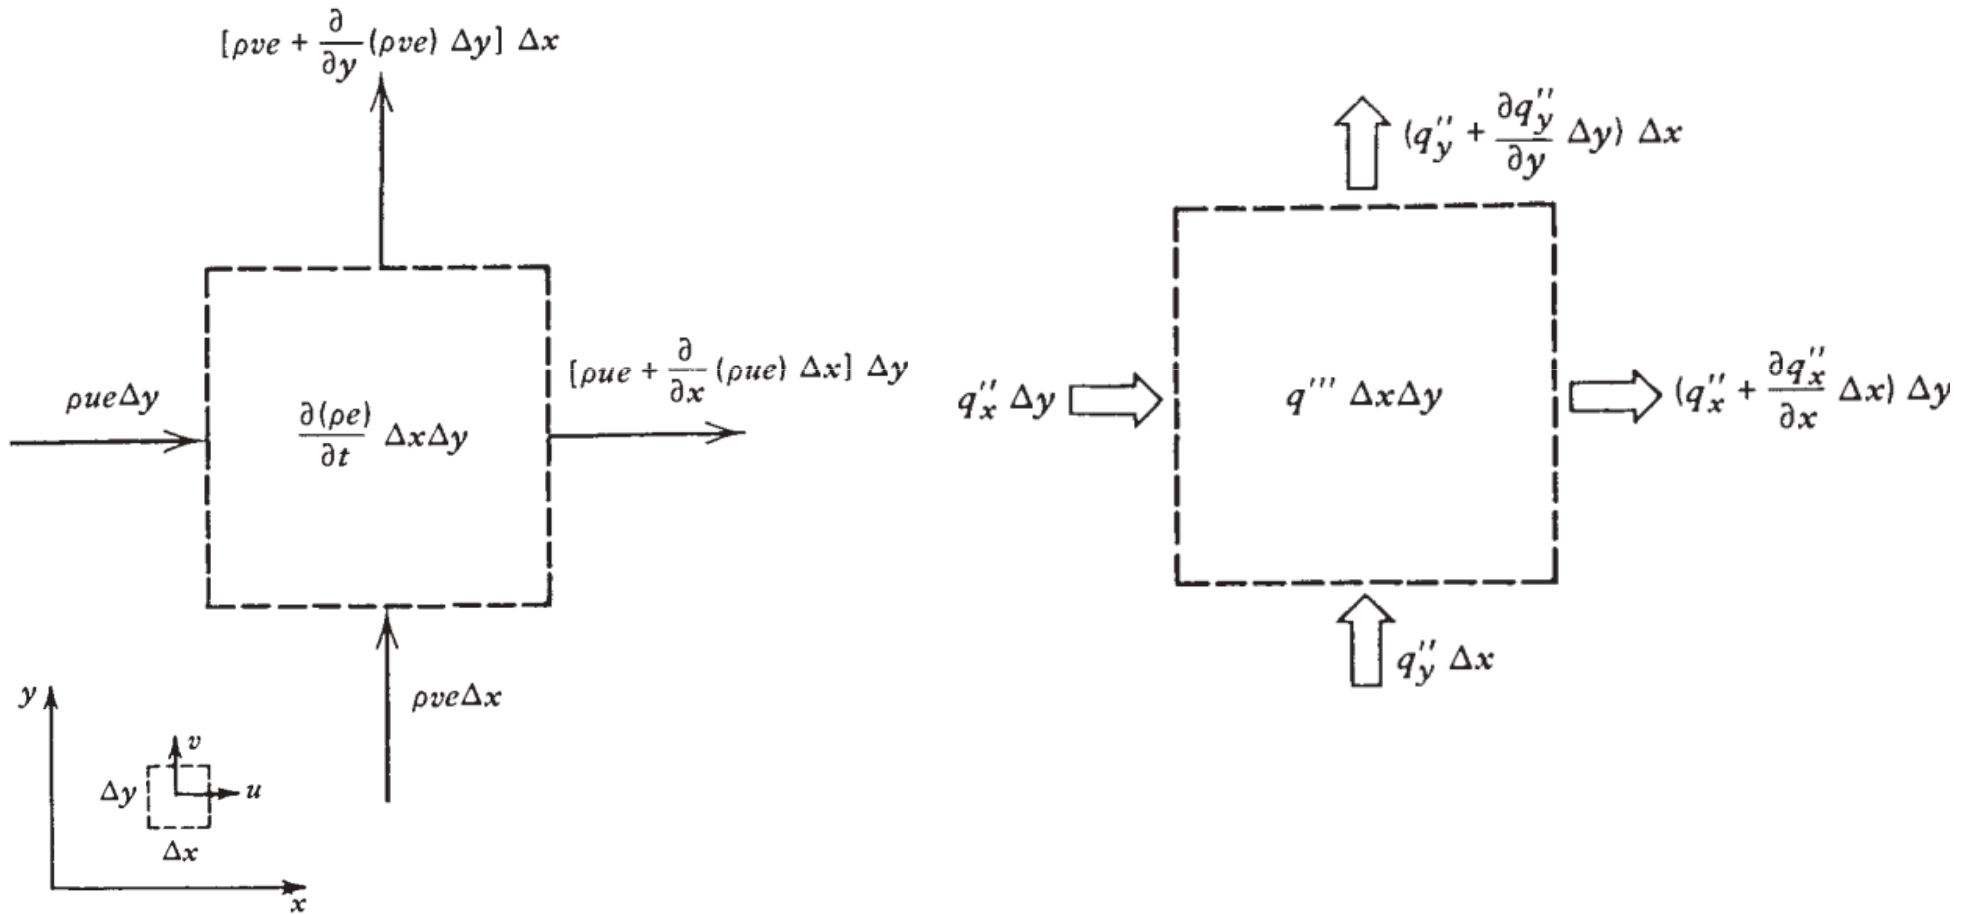 [ρve + ∂/∂y (ρve) Δy] Δx
ρueΔy
∂(ρe)/∂t ΔxΔy
[ρue + ∂/∂x (ρue) Δx] Δy
ρveΔx
y
v
Δy
u
Δx
x
(q''_y + ∂q''_y/∂y Δy) Δx
q''_x Δy
q''' ΔxΔy
(q''_x + ∂q''_x/∂x Δx) Δy
q''_y Δx